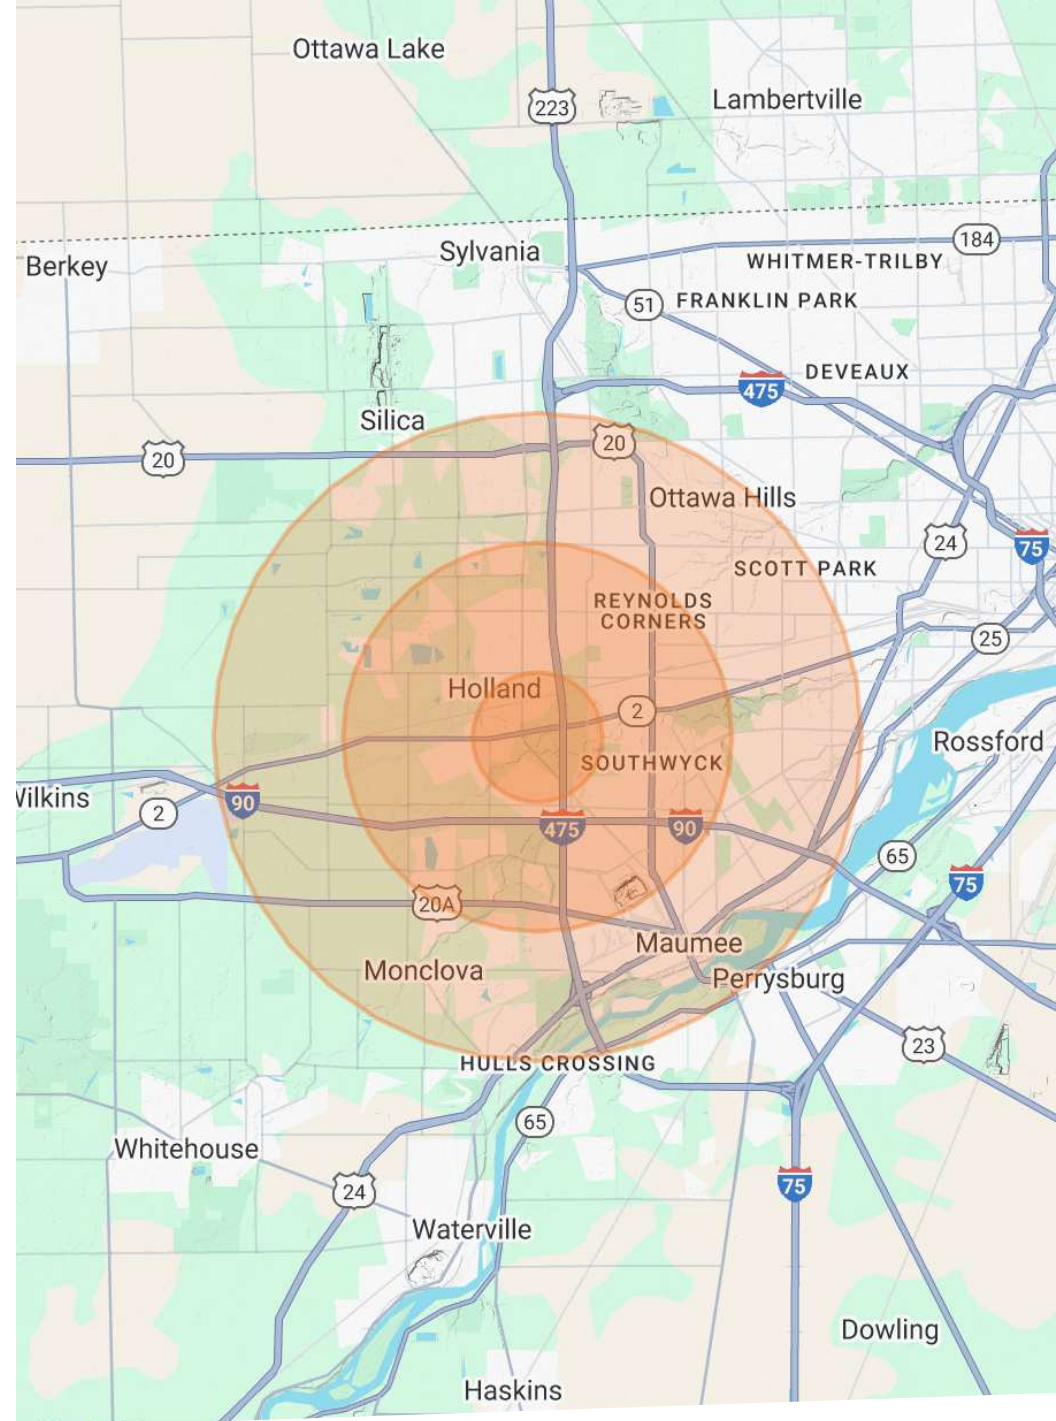 Ottawa Lake
223
Lambertville
184
Sylvania
WHITMER-TRILBY
Berkey
51
FRANKLIN PARK
DEVEAUX
475
Silica
20
20
Ottawa Hills
24
75
SCOTT PARK
REYNOLDS
CORNERS
25
Holland
2
Rossford
SOUTHWYCK
Wilkins
90
2
475
90
65
75
20A
Maumee
Monclova
Perrysburg
23
HULLS CROSSING
65
Whitehouse
24
75
Waterville
Dowling
Haskins